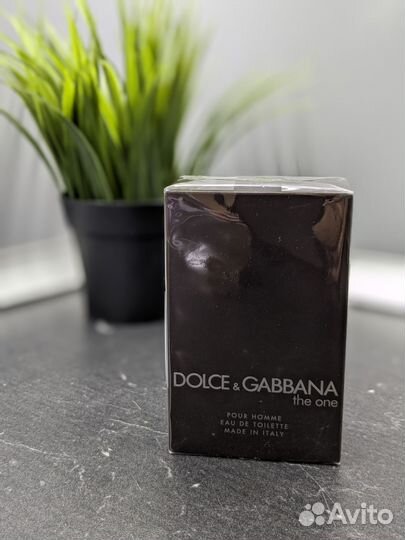 DOLCE & GABBANA
the one
POUR HOMME
EAU DE TOILETTE
MADE IN ITALY
Avito